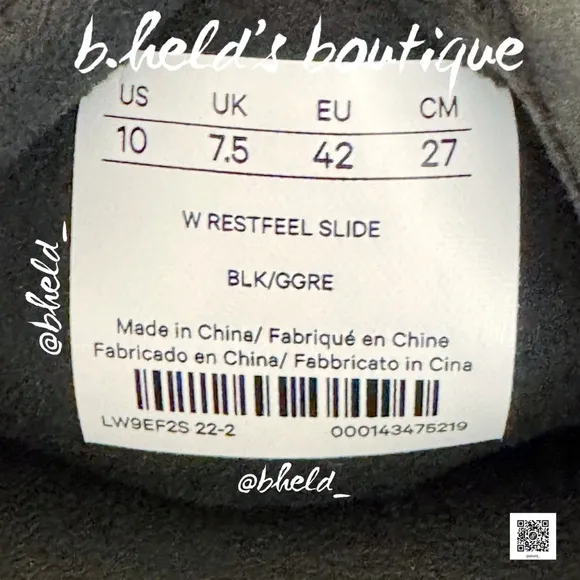 b.held's boutique
US UK EU CM
10 7.5 42 27
W RESTFEEL SLIDE
BLK/GGRE
Made in China/ Fabriqué en Chine
Fabricado en China/ Fabbricato in Cina
LW9EF2S 22-2 000143475219
@bheld_
@bheld_